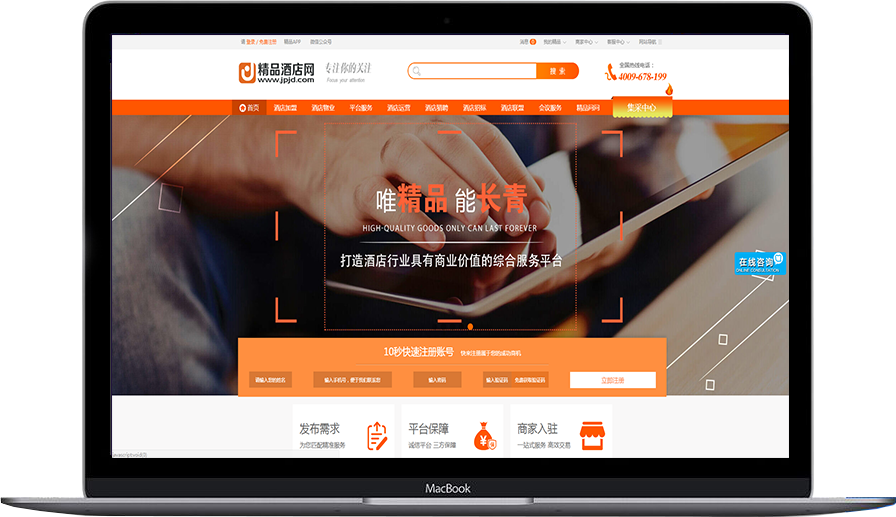 登录 / 免费注册 精品APP 微信公众号
消息 我的精品 商家中心 客服中心 网站导航
精品酒店网 专注你的关注
www.jpjd.com Focus your attention
搜 索
全国热线电话：
4009-678-199
首页 酒店加盟 酒店物业 平台服务 酒店运营 酒店招聘 酒店招标 酒店联盟 会议服务 精品问问 集采中心
唯精品 能长青
HIGH-QUALITY GOODS ONLY CAN LAST FOREVER
打造酒店行业具有商业价值的综合服务平台
在线咨询
ONLINE CONSULTATION
10秒快速注册账号 快来注册属于您的成功商机
请输入您的姓名 输入手机号，便于我们联系您 输入密码 输入验证码 免费获取验证码 立即注册
发布需求 平台保障 商家入驻
为您匹配精准服务 诚信平台 三方保障 一站式服务 高效交易
MacBook